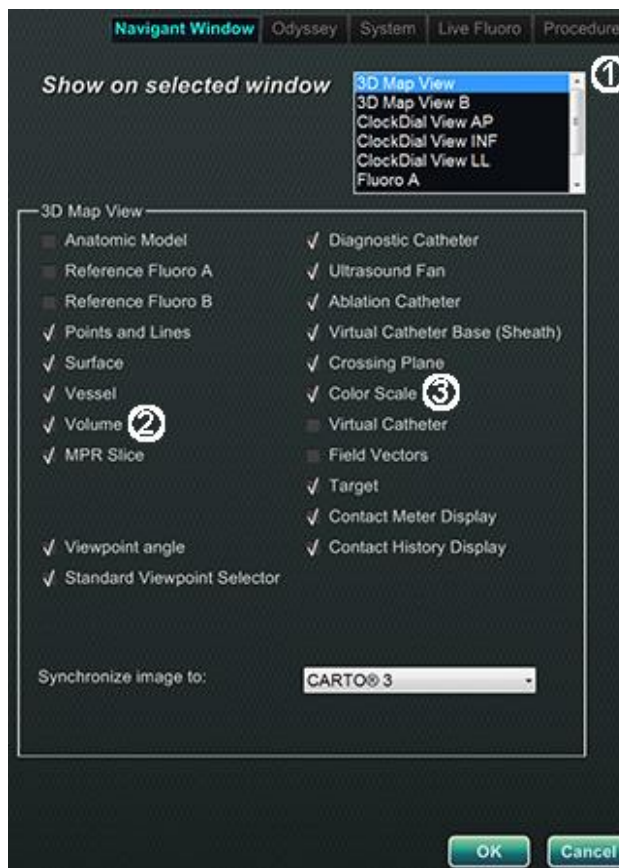 Navigant Window Odyssey System Live Fluoro Procedure
Show on selected window
3D Map View
3D Map View B
ClockDial View AP
ClockDial View INF
ClockDial View LL
Fluoro A
1
3D Map View
Anatomic Model
Reference Fluoro A
Reference Fluoro B
Points and Lines
Surface
Vessel
Volume 2
MPR Slice
Viewpoint angle
Standard Viewpoint Selector
Diagnostic Catheter
Ultrasound Fan
Ablation Catheter
Virtual Catheter Base (Sheath)
Crossing Plane
Color Scale 3
Virtual Catheter
Field Vectors
Target
Contact Meter Display
Contact History Display
Synchronize image to: CARTO® 3
OK Cancel